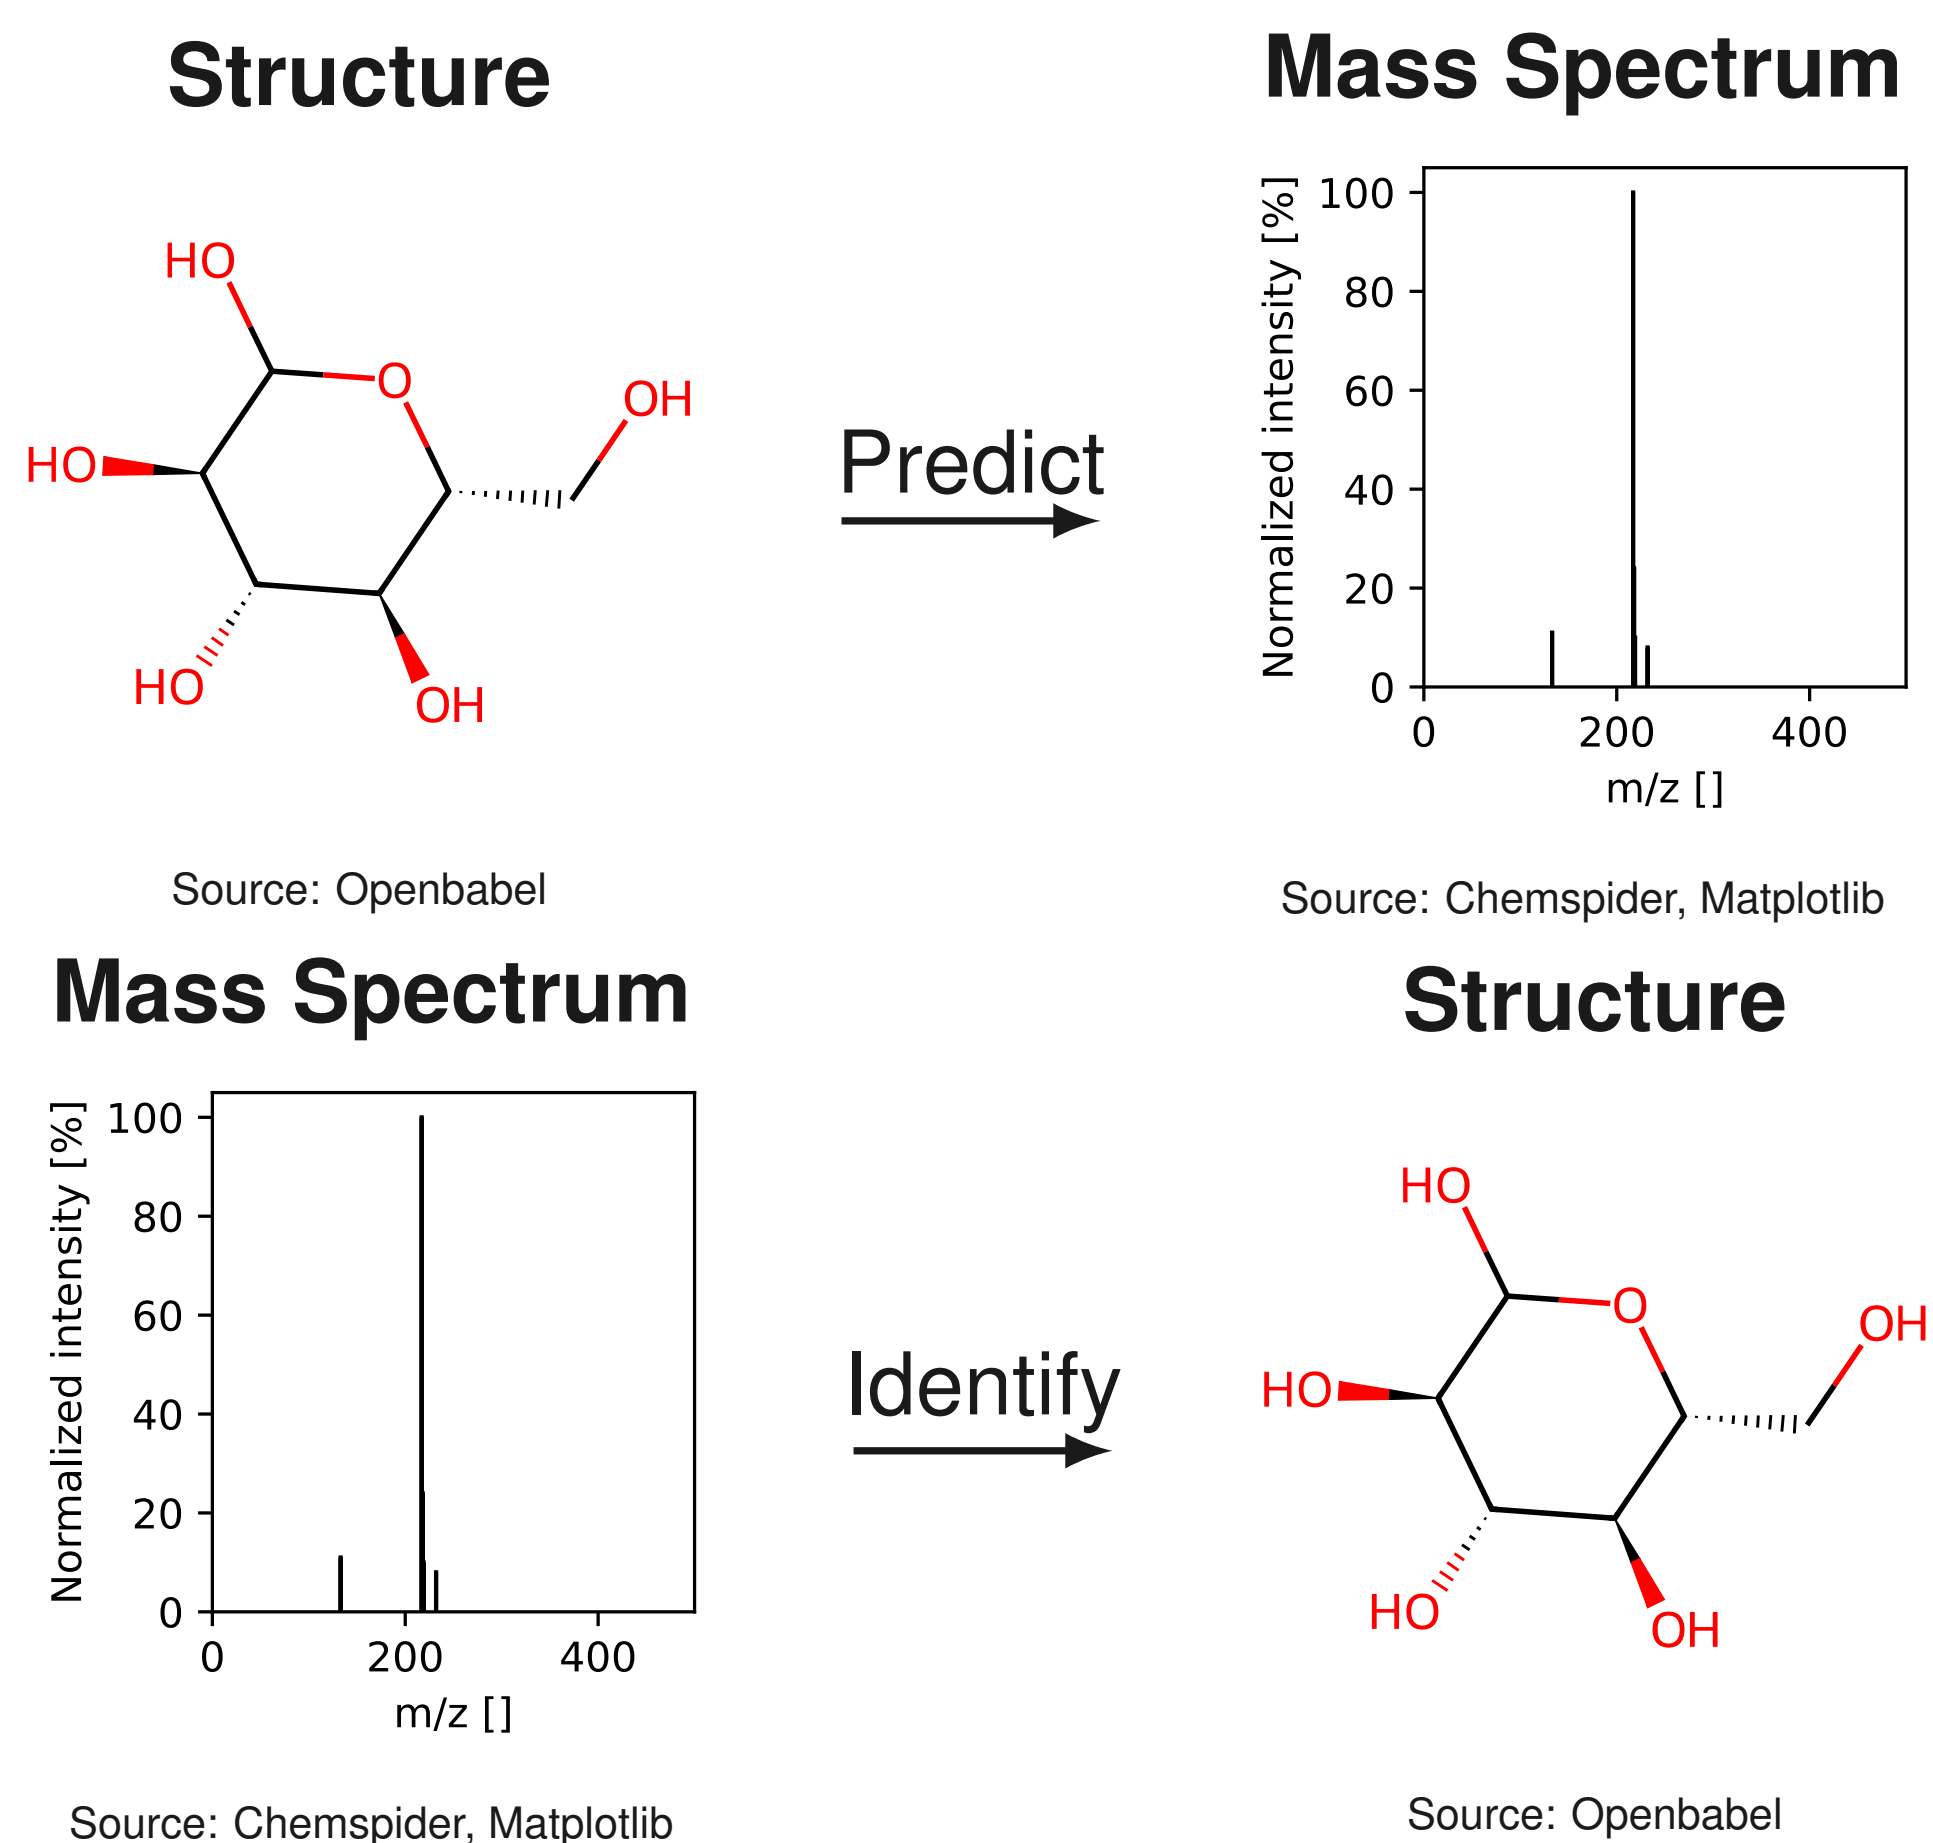 Structure
HO
O
OH
HO
HO
OH
Source: Openbabel
Predict
Mass Spectrum
Normalized intensity [%]
100
80
60
40
20
0
0 200 400
m/z []
Source: Chemspider, Matplotlib
Mass Spectrum
Normalized intensity [%]
100
80
60
40
20
0
0 200 400
m/z []
Source: Chemspider, Matplotlib
Identify
Structure
HO
O
OH
HO
HO
OH
Source: Openbabel